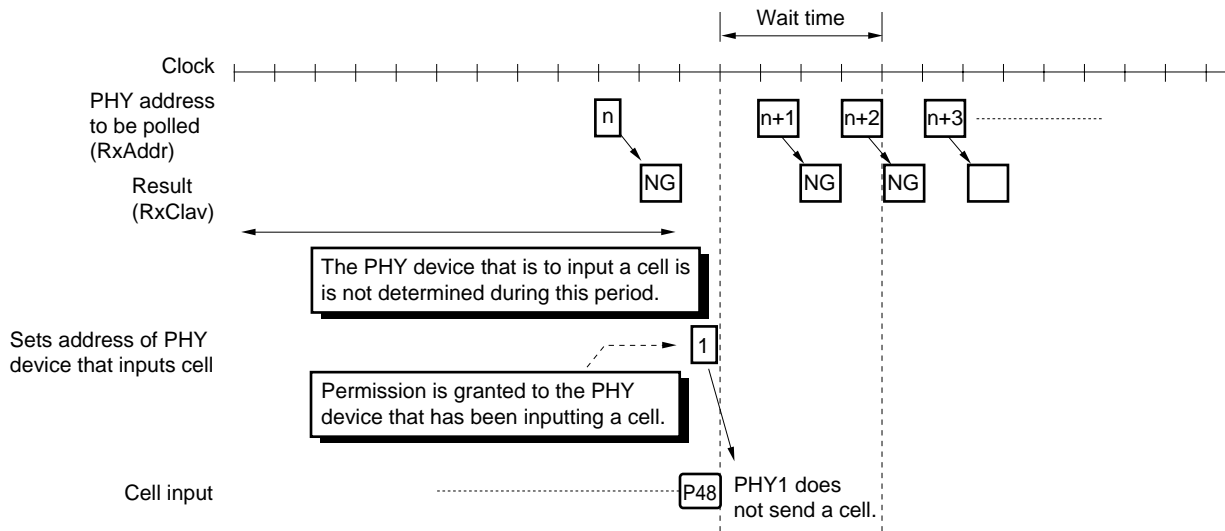 Wait time
Clock
PHY address
to be polled
(RxAddr)
n
n+1
n+2
n+3
Result
(RxClav)
NG
NG
NG
The PHY device that is to input a cell is
is not determined during this period.
Sets address of PHY
device that inputs cell
1
Permission is granted to the PHY
device that has been inputting a cell.
Cell input
P48
PHY1 does
not send a cell.